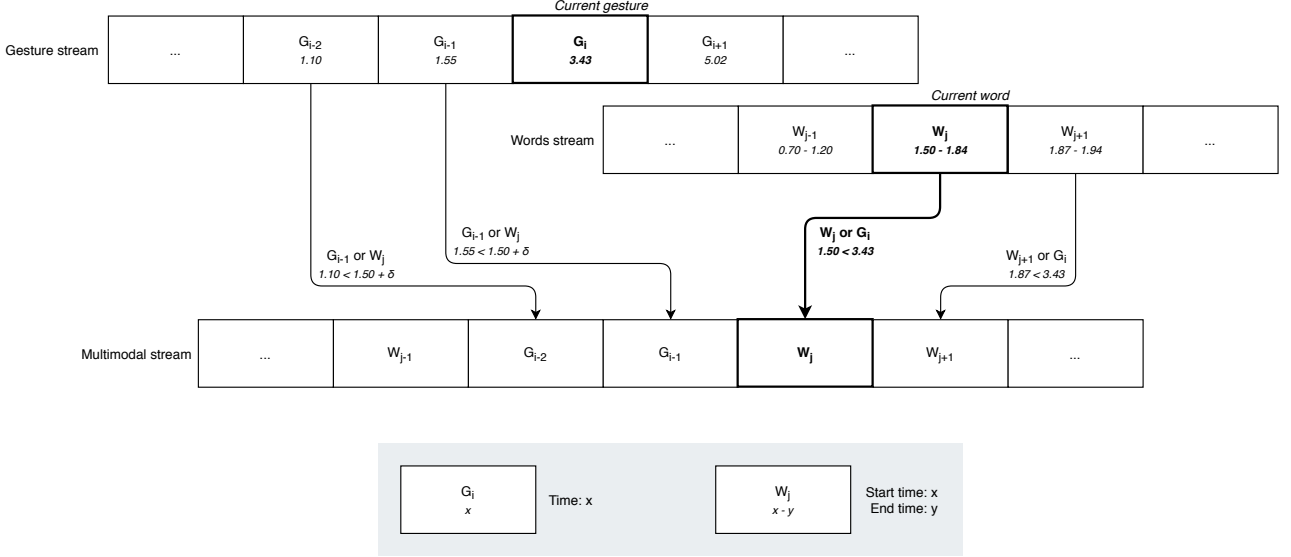 Current gesture
Gesture stream
...
G_{i-2}
1.10
G_{i-1}
1.55
G_i
3.43
G_{i+1}
5.02
...
Current word
Words stream
...
W_{j-1}
0.70 - 1.20
W_j
1.50 - 1.84
W_{j+1}
1.87 - 1.94
...
G_{i-1} or W_j
1.10 < 1.50 + δ
G_{i-1} or W_j
1.55 < 1.50 + δ
W_j or G_i
1.50 < 3.43
W_{j+1} or G_i
1.87 < 3.43
Multimodal stream
...
W_{j-1}
G_{i-2}
G_{i-1}
W_j
W_{j+1}
...
G_i
x
Time: x
W_j
x - y
Start time: x
End time: y